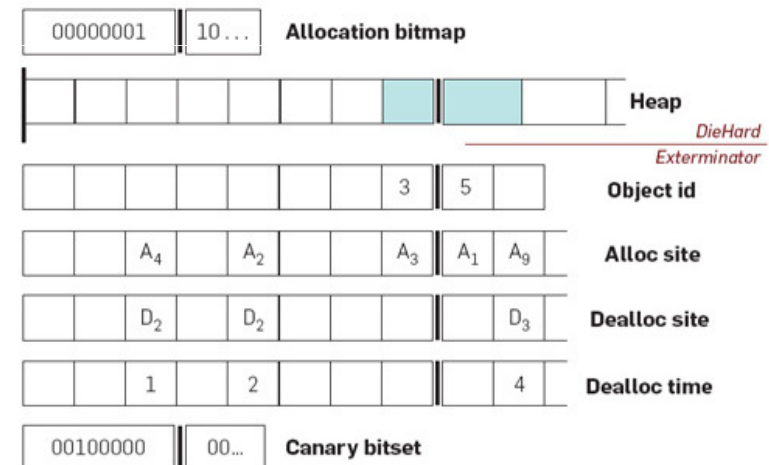 00000001 10... Allocation bitmap
Heap
DieHard
Exterminator
3 5 Object id
A₄ A₂ A₃ A₁ A₉ Alloc site
D₂ D₂ D₃ Dealloc site
1 2 4 Dealloc time
00100000 00... Canary bitset